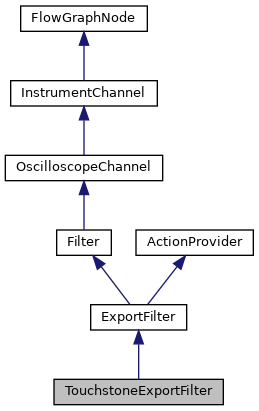 FlowGraphNode
InstrumentChannel
OscilloscopeChannel
Filter
ActionProvider
ExportFilter
TouchstoneExportFilter